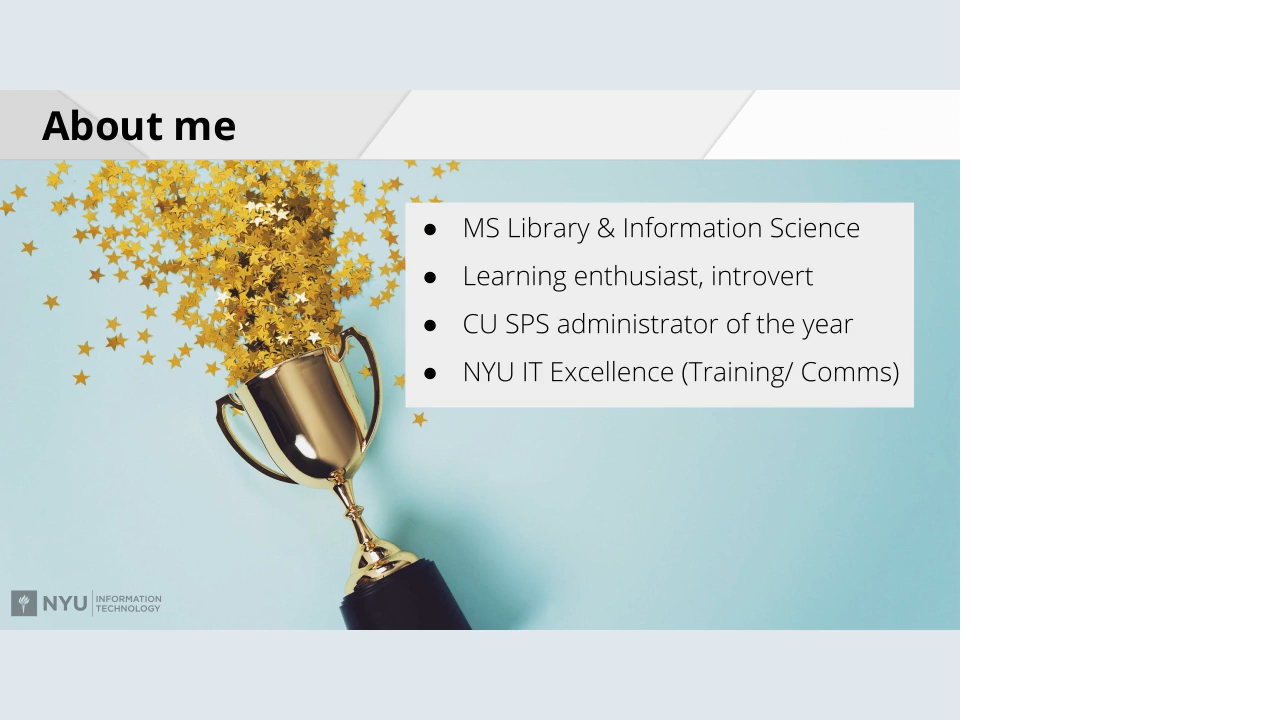 About me
● MS Library & Information Science
● Learning enthusiast, introvert
● CU SPS administrator of the year
● NYU IT Excellence (Training/ Comms)
NYU INFORMATION
TECHNOLOGY